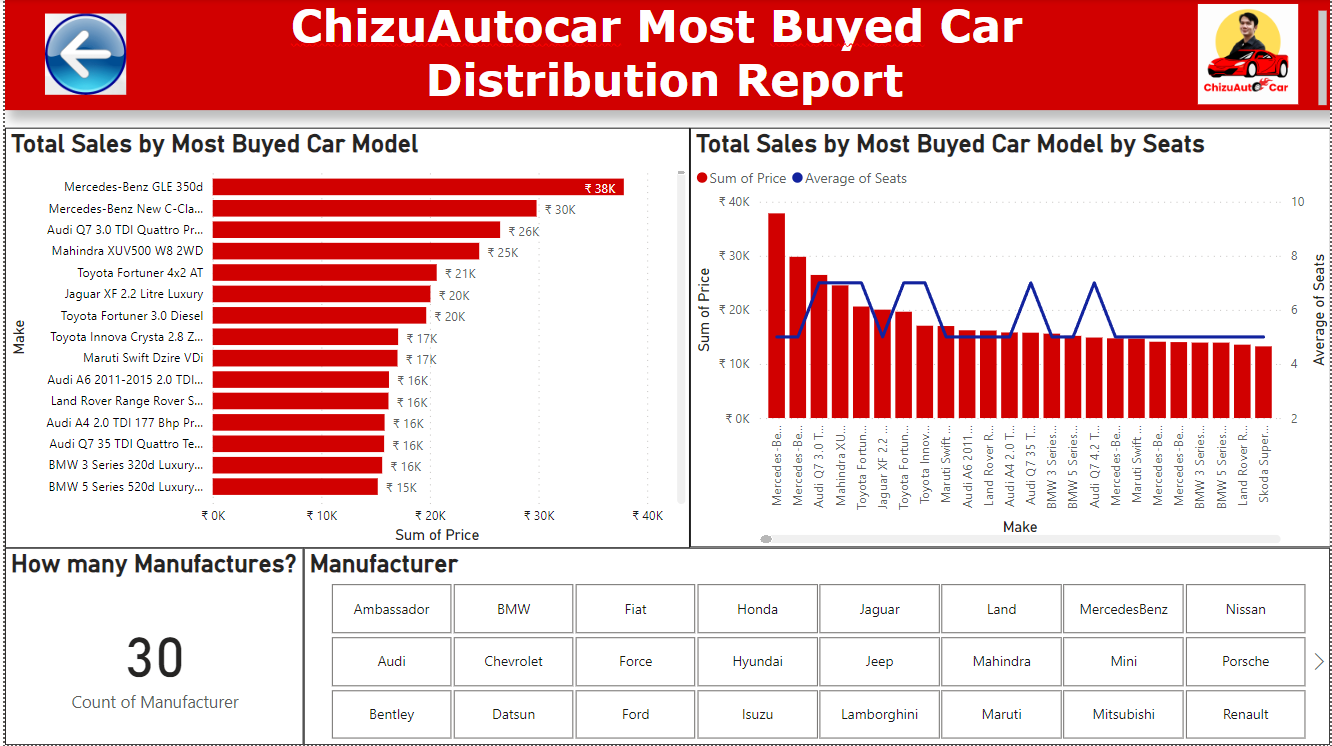 ChizuAutocar Most Buyed Car
Distribution Report
ChizuAuto Car
Total Sales by Most Buyed Car Model
Make
Mercedes-Benz GLE 350d
₹ 38K
Mercedes-Benz New C-Cla...
₹ 30K
Audi Q7 3.0 TDI Quattro Pr...
₹ 26K
Mahindra XUV500 W8 2WD
₹ 25K
Toyota Fortuner 4x2 AT
₹ 21K
Jaguar XF 2.2 Litre Luxury
₹ 20K
Toyota Fortuner 3.0 Diesel
₹ 20K
Toyota Innova Crysta 2.8 Z...
₹ 17K
Maruti Swift Dzire VDi
₹ 17K
Audi A6 2011-2015 2.0 TDI...
₹ 16K
Land Rover Range Rover S...
₹ 16K
Audi A4 2.0 TDI 177 Bhp Pr...
₹ 16K
Audi Q7 35 TDI Quattro Te...
₹ 16K
BMW 3 Series 320d Luxury...
₹ 16K
BMW 5 Series 520d Luxury...
₹ 15K
₹ 0K
₹ 10K
₹ 20K
₹ 30K
₹ 40K
Sum of Price
Total Sales by Most Buyed Car Model by Seats
Sum of Price
Average of Seats
Sum of Price
₹ 40K
₹ 30K
₹ 20K
₹ 10K
₹ 0K
10
8
6
4
2
Average of Seats
Mercedes-Be...
Mercedes-Be...
Audi Q7 3.0 T...
Mahindra XU...
Toyota Fortun...
Jaguar XF 2.2 ...
Toyota Fortun...
Toyota Innov...
Maruti Swift ...
Audi A6 2011...
Land Rover R...
Audi A4 2.0 T...
Audi Q7 35 T...
BMW 3 Series...
BMW 5 Series...
Audi Q7 4.2 T...
Mercedes-Be...
Maruti Swift ...
Mercedes-Be...
Mercedes-Be...
BMW 3 Series...
BMW 5 Series...
Land Rover R...
Skoda Super...
Make
How many Manufactures?
30
Count of Manufacturer
Manufacturer
Ambassador
BMW
Fiat
Honda
Jaguar
Land
MercedesBenz
Nissan
Audi
Chevrolet
Force
Hyundai
Jeep
Mahindra
Mini
Porsche
Bentley
Datsun
Ford
Isuzu
Lamborghini
Maruti
Mitsubishi
Renault